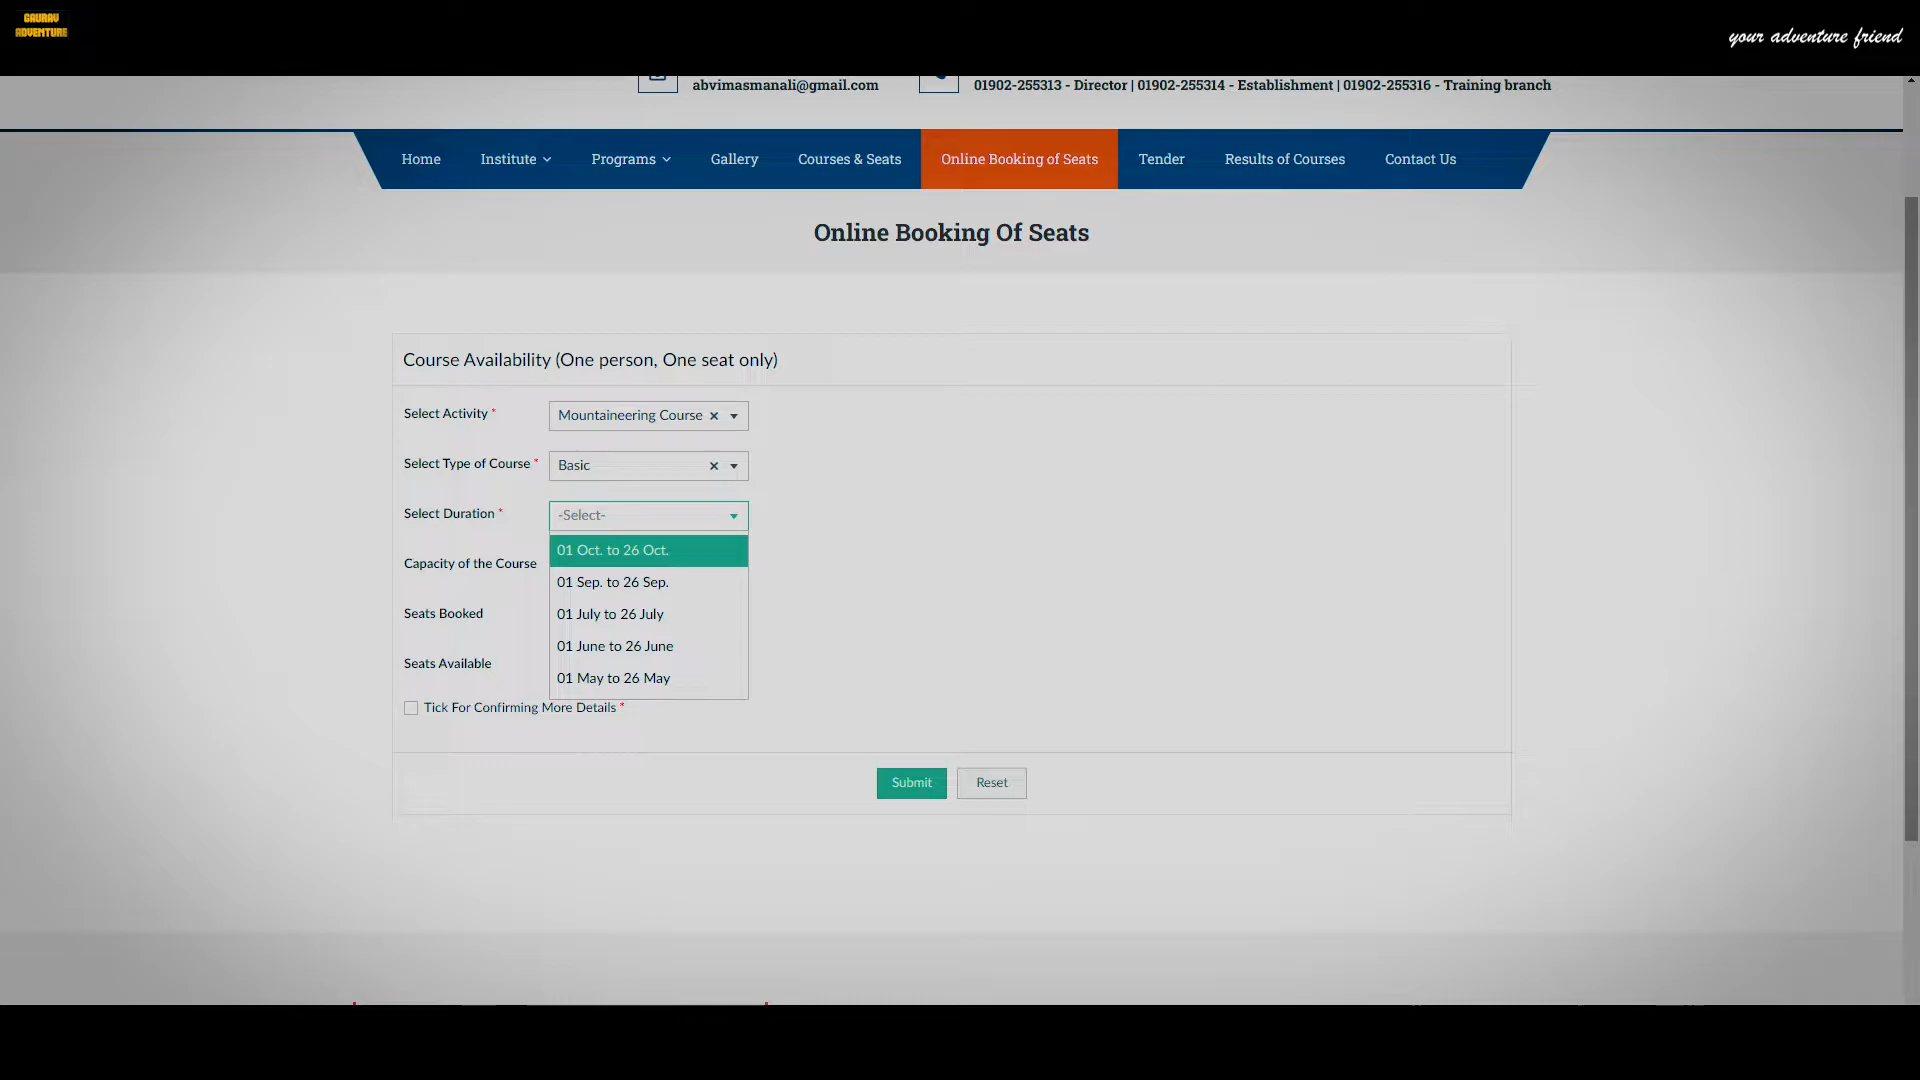 GAURAV
ADVENTURE
your adventure friend
abvimasmanali@gmail.com
01902-255313 - Director | 01902-255314 - Establishment | 01902-255316 - Training branch
Home
Institute
Programs
Gallery
Courses & Seats
Online Booking of Seats
Tender
Results of Courses
Contact Us
Online Booking Of Seats
Course Availability (One person, One seat only)
Select Activity *
Mountaineering Course
Select Type of Course *
Basic
Select Duration *
-Select-
01 Oct. to 26 Oct.
Capacity of the Course
01 Sep. to 26 Sep.
Seats Booked
01 July to 26 July
01 June to 26 June
Seats Available
01 May to 26 May
Tick For Confirming More Details *
Submit
Reset